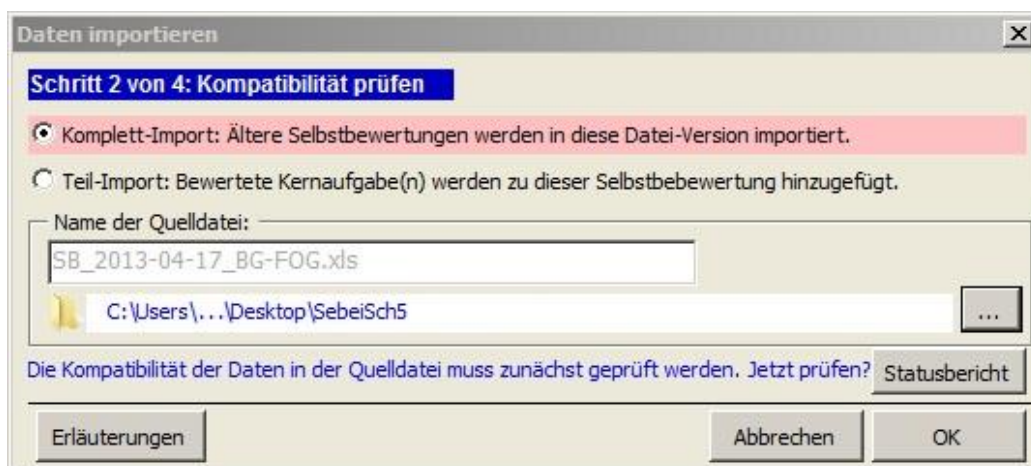 Daten importieren
Schritt 2 von 4: Kompatibilität prüfen
Komplett-Import: Ältere Selbstbewertungen werden in diese Datei-Version importiert.
Teil-Import: Bewertete Kernaufgabe(n) werden zu dieser Selbstbebewertung hinzugefügt.
Name der Quelldatei:
SB_2013-04-17_BG-FOG.xls
C:\Users\...\Desktop\SebeiSch5
...
Die Kompatibilität der Daten in der Quelldatei muss zunächst geprüft werden. Jetzt prüfen?
Statusbericht
Erläuterungen
Abbrechen
OK